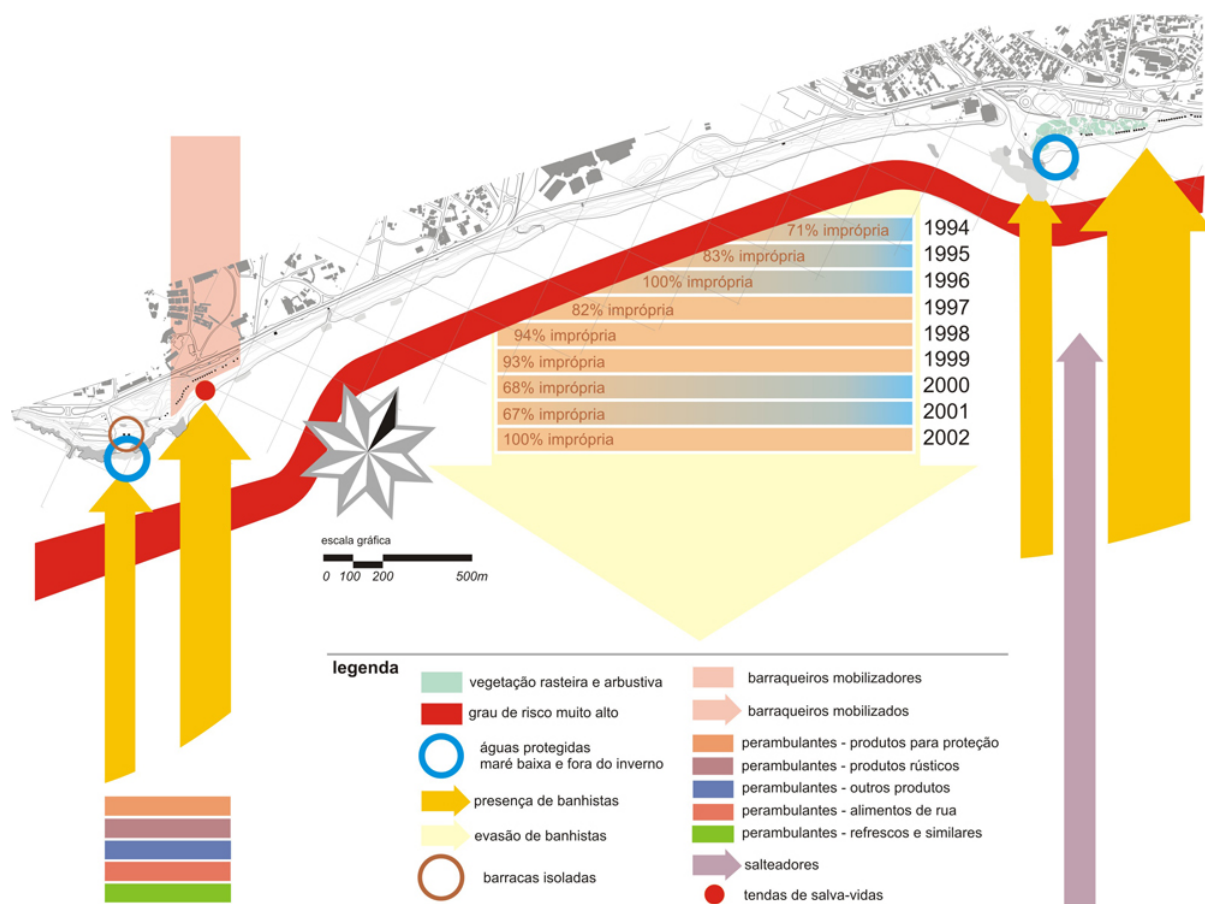 71% imprópria 1994
83% imprópria 1995
100% imprópria 1996
82% imprópria 1997
94% imprópria 1998
93% imprópria 1999
68% imprópria 2000
67% imprópria 2001
100% imprópria 2002
escala gráfica
0 100 200 500m
legenda
vegetação rasteira e arbustiva
grau de risco muito alto
águas protegidas
maré baixa e fora do inverno
presença de banhistas
evasão de banhistas
barracas isoladas
barraqueiros mobilizadores
barraqueiros mobilizados
perambulantes - produtos para proteção
perambulantes - produtos rústicos
perambulantes - outros produtos
perambulantes - alimentos de rua
perambulantes - refrescos e similares
salteadores
tendas de salva-vidas